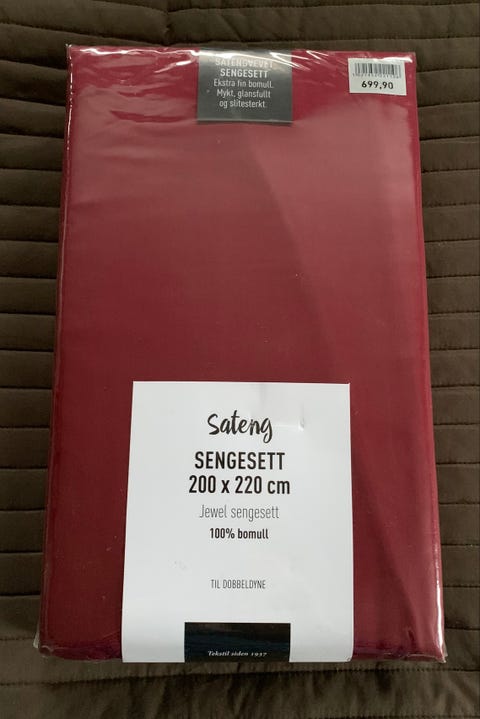 SATENGVEVET
SENGESETT
Ekstra fin bomull.
Mykt, glansfullt
og slitesterkt.
699,90
Sateng
SENGESETT
200 x 220 cm
Jewel sengesett
100% bomull
TIL DOBBELDYNE
Tekstil siden 1937